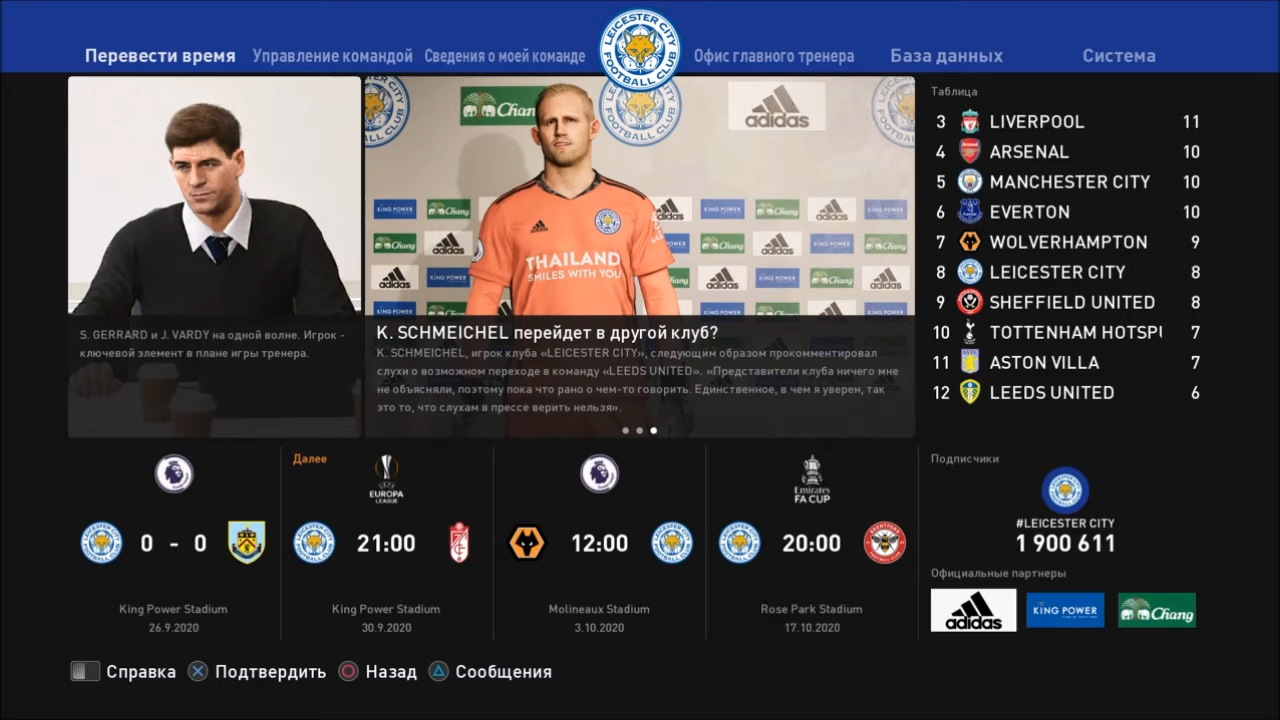 Перевести время
Управление командой
Сведения о моей команде
LEICESTER CITY FOOTBALL CLUB
Офис главного тренера
База данных
Система
Chang
adidas
KING POWER
THAILAND
SMILES WITH YOU
S. GERRARD и J. VARDY на одной волне. Игрок -
ключевой элемент в плане игры тренера.
K. SCHMEICHEL перейдет в другой клуб?
K. SCHMEICHEL, игрок клуба «LEICESTER CITY», следующим образом прокомментировал
слухи о возможном переходе в команду «LEEDS UNITED». «Представители клуба ничего мне
не объясняли, поэтому пока что рано о чем-то говорить. Единственное, в чем я уверен, так
это то, что слухам в прессе верить нельзя».
Таблица
3 LIVERPOOL 11
4 ARSENAL 10
5 MANCHESTER CITY 10
6 EVERTON 10
7 WOLVERHAMPTON 9
8 LEICESTER CITY 8
9 SHEFFIELD UNITED 8
10 TOTTENHAM HOTSPU 7
11 ASTON VILLA 7
12 LEEDS UNITED 6
0 - 0
King Power Stadium
26.9.2020
Далее
EUROPA
LEAGUE
21:00
King Power Stadium
30.9.2020
12:00
Molineaux Stadium
3.10.2020
Emirates
FA CUP
20:00
Rose Park Stadium
17.10.2020
Подписчики
#LEICESTER CITY
1 900 611
Официальные партнеры
adidas
KING POWER
Chang
Справка
Подтвердить
Назад
Сообщения